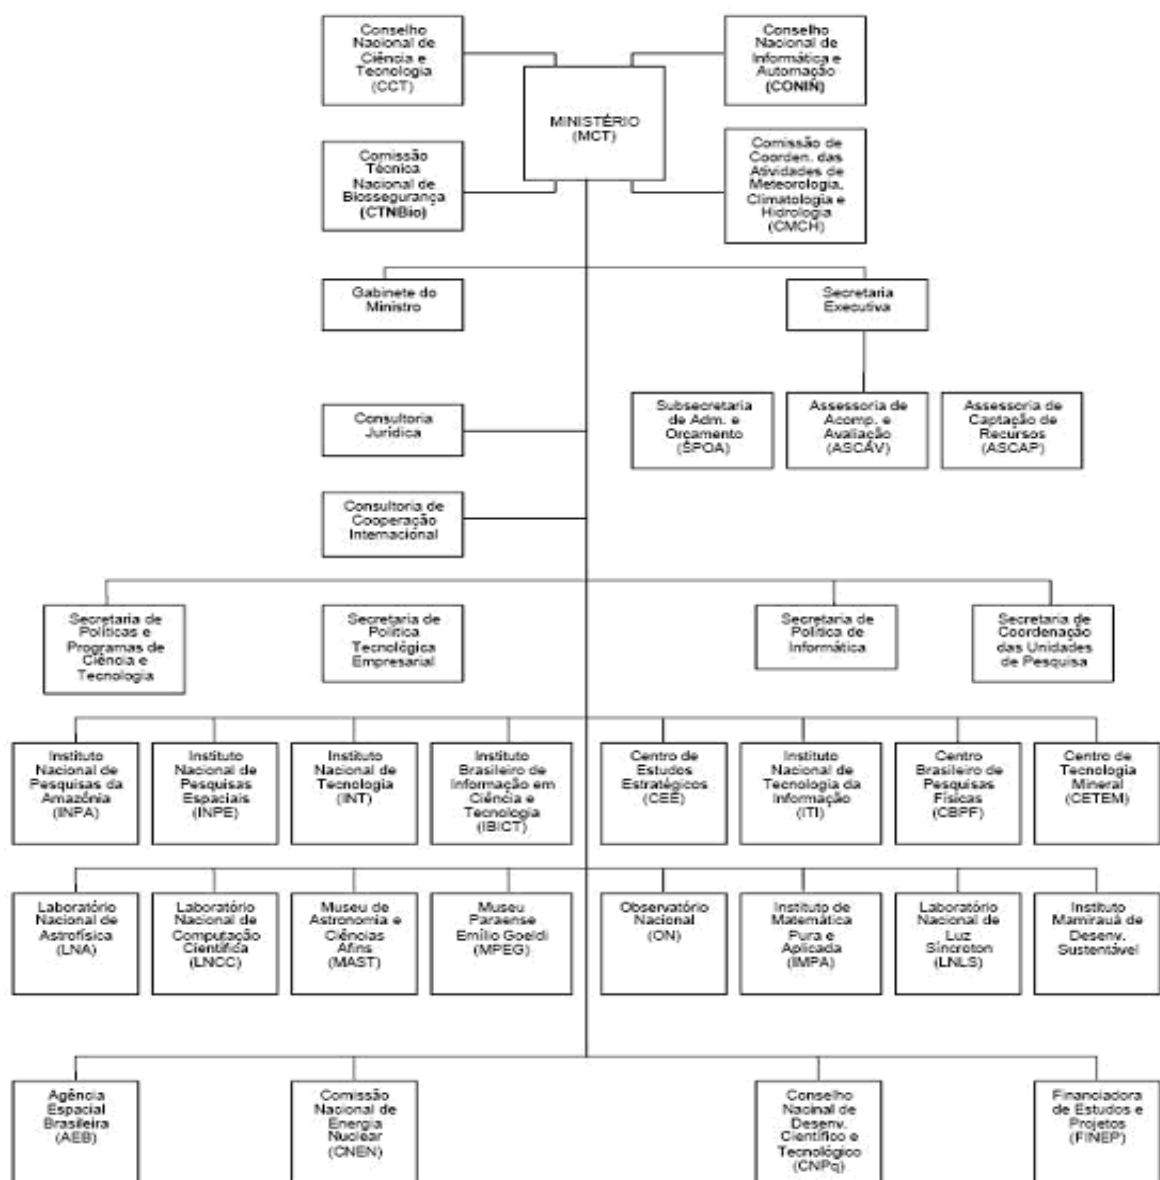 Conselho
Nacional de
Ciência e
Tecnologia
(CCT)
Conselho
Nacional de
Informática e
Automação
(CONIN)
MINISTÉRIO
(MCT)
Comissão
Técnica
Nacional de
Biossegurança
(CTNBio)
Comissão de
Coorden. das
Atividades de
Meteorologia,
Climatologia e
Hidrologia
(CMCH)
Gabinete do
Ministro
Secretaria
Executiva
Consultoria
Jurídica
Subsecretaria
de Adm. e
Orçamento
(SPOA)
Assessoria de
Acomp. e
Avaliação
(ASCAV)
Assessoria de
Captação de
Recursos
(ASCAP)
Consultoria de
Cooperação
Internacional
Secretaria de
Políticas e
Programas de
Ciência e
Tecnologia
Secretaria de
Política
Tecnológica
Empresarial
Secretaria de
Política de
Informática
Secretaria de
Coordenação
das Unidades
de Pesquisa
Instituto
Nacional de
Pesquisas da
Amazônia
(INPA)
Instituto
Nacional de
Pesquisas
Espaciais
(INPE)
Instituto
Nacional de
Tecnologia
(INT)
Instituto
Brasileiro de
Informação em
Ciência e
Tecnologia
(IBICT)
Centro de
Estudos
Estratégicos
(CEE)
Instituto
Nacional de
Tecnologia da
Informação
(ITI)
Centro
Brasileiro de
Pesquisas
Físicas
(CBPF)
Centro de
Tecnologia
Mineral
(CETEM)
Laboratório
Nacional de
Astrofísica
(LNA)
Laboratório
Nacional de
Computação
Científica
(LNCC)
Museu de
Astronomia e
Ciências
Afins
(MAST)
Museu
Paraense
Emílio Goeldi
(MPEG)
Observatório
Nacional
(ON)
Instituto de
Matemática
Pura e
Aplicada
(IMPA)
Laboratório
Nacional de
Luz
Síncroton
(LNLS)
Instituto
Mamirauá de
Desenv.
Sustentável
Agência
Espacial
Brasileira
(AEB)
Comissão
Nacional de
Energia
Nuclear
(CNEN)
Conselho
Nacinal de
Desenv.
Científico e
Tecnológico
(CNPq)
Financiadora
de Estudos e
Projetos
(FINEP)